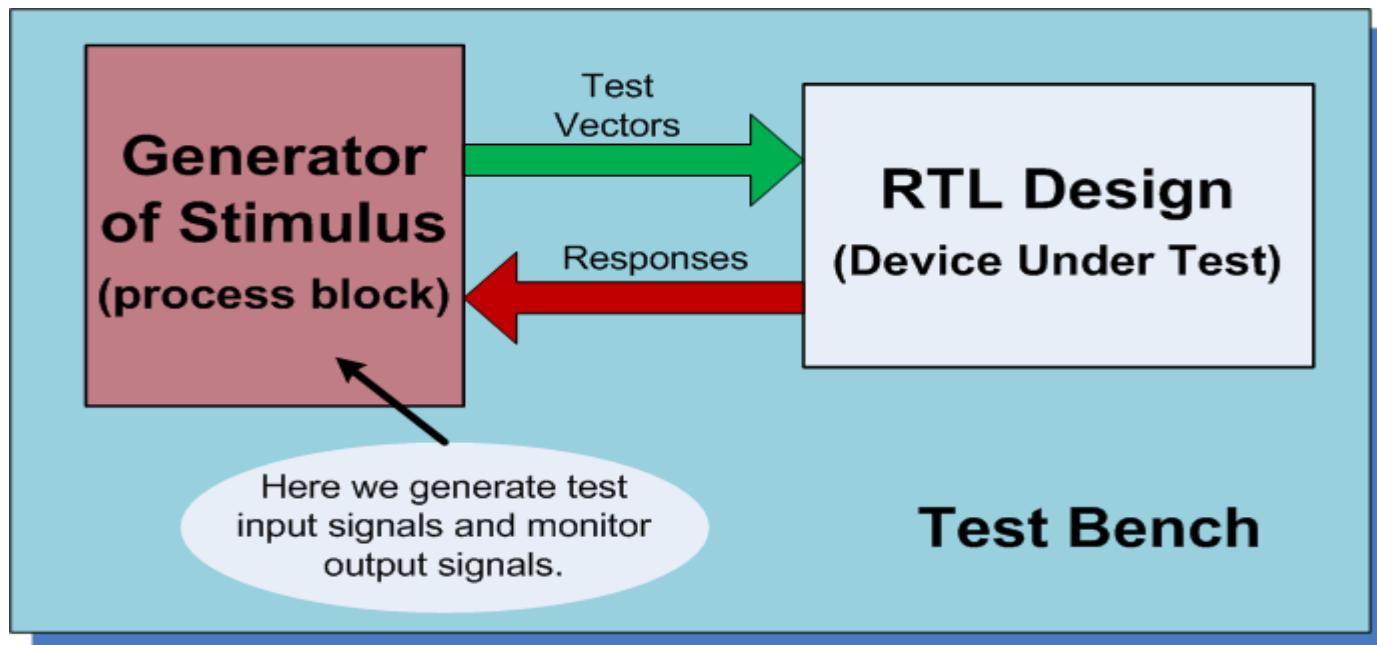 Generator
of Stimulus
(process block)
Test
Vectors
Responses
RTL Design
(Device Under Test)
Here we generate test
input signals and monitor
output signals.
Test Bench